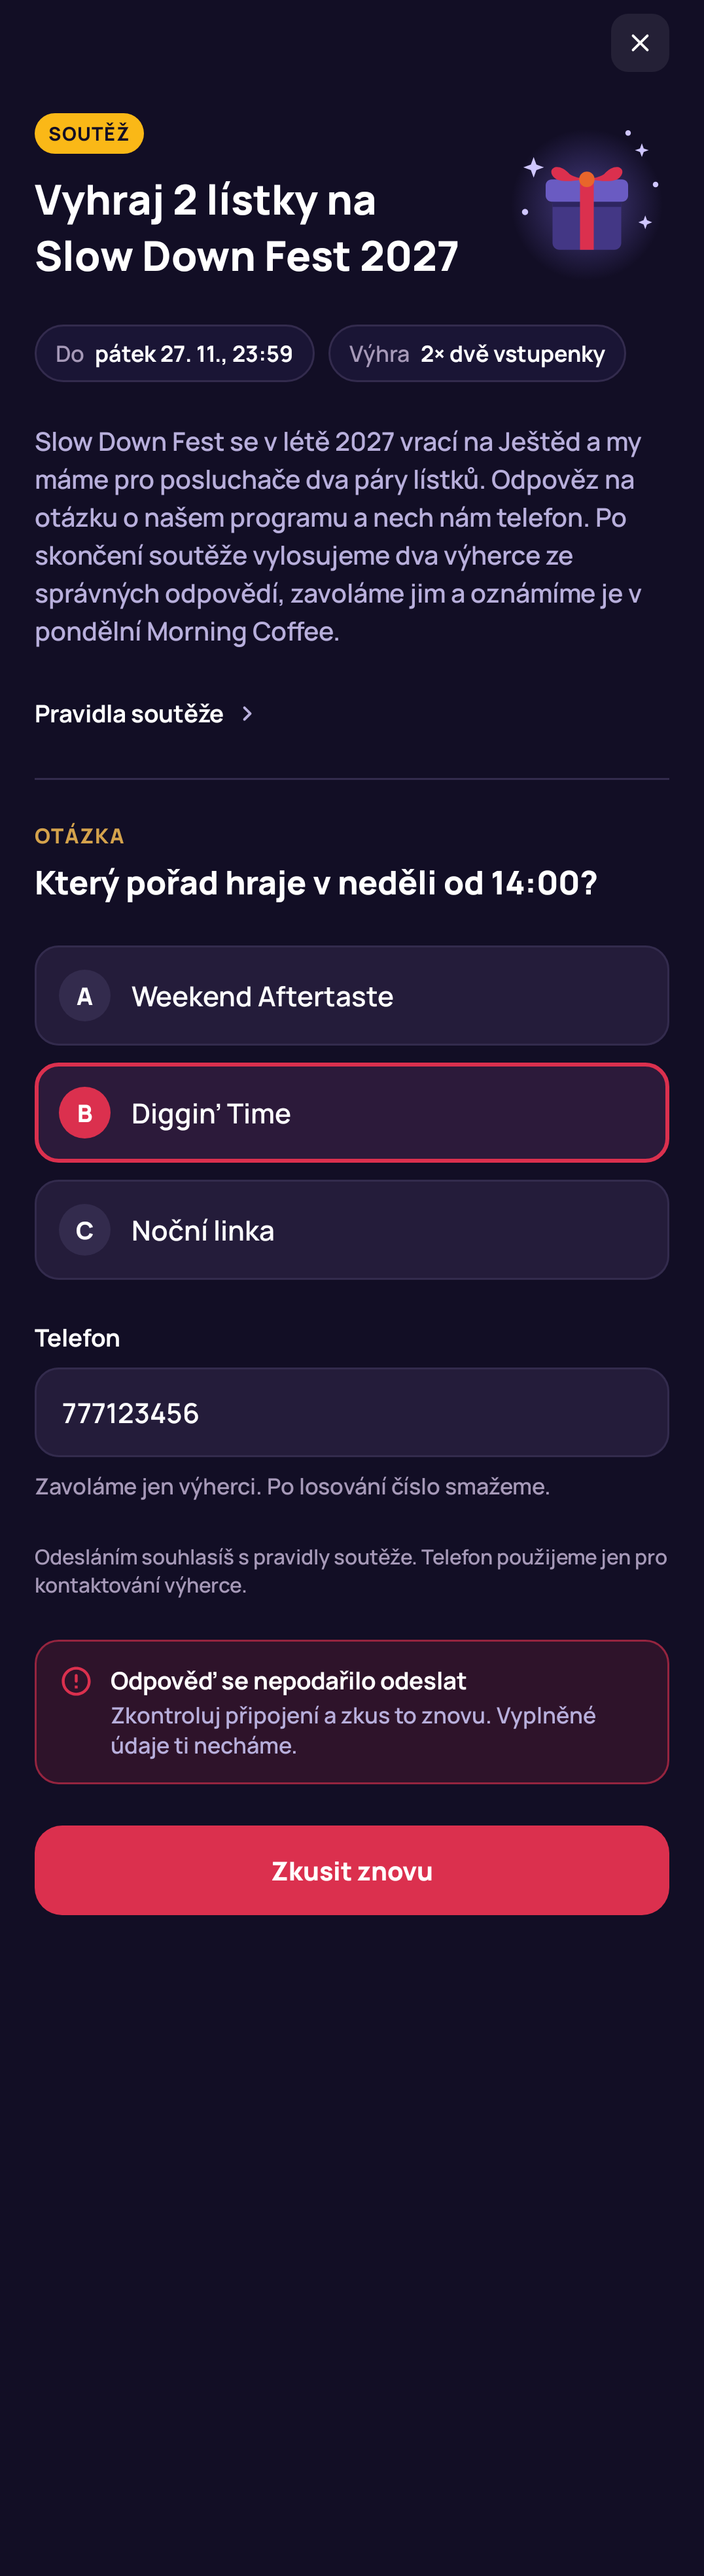 SOUTĚŽ
Vyhraj 2 lístky na
Slow Down Fest 2027
Do pátek 27. 11., 23:59
Výhra 2× dvě vstupenky
Slow Down Fest se v létě 2027 vrací na Ještěd a my
máme pro posluchače dva páry lístků. Odpověz na
otázku o našem programu a nech nám telefon. Po
skončení soutěže vylosujeme dva výherce ze
správných odpovědí, zavoláme jim a oznámíme je v
pondělní Morning Coffee.
Pravidla soutěže
OTÁZKA
Který pořad hraje v neděli od 14:00?
A Weekend Aftertaste
B Diggin’ Time
C Noční linka
Telefon
777123456
Zavoláme jen výherci. Po losování číslo smažeme.
Odesláním souhlasíš s pravidly soutěže. Telefon použijeme jen pro
kontaktování výherce.
Odpověď se nepodařilo odeslat
Zkontroluj připojení a zkus to znovu. Vyplněné
údaje ti necháme.
Zkusit znovu